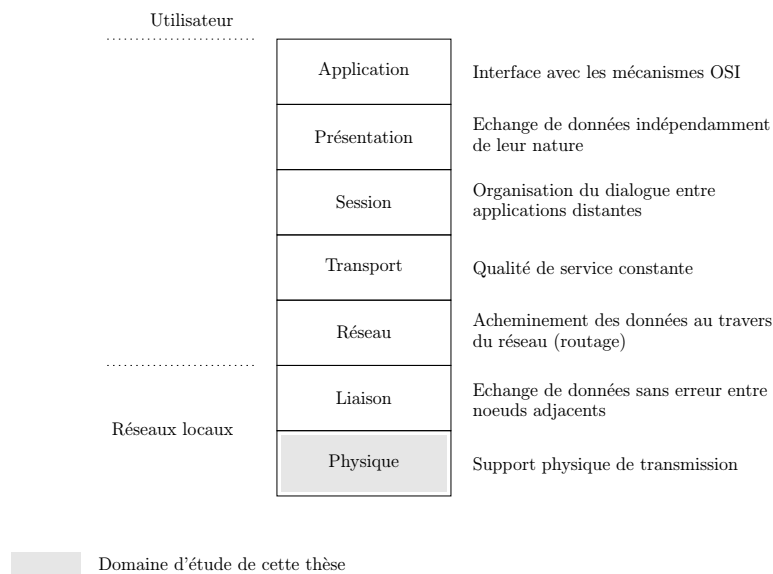 Utilisateur
Application
Interface avec les mécanismes OSI
Présentation
Echange de données indépendamment
de leur nature
Session
Organisation du dialogue entre
applications distantes
Transport
Qualité de service constante
Réseau
Acheminement des données au travers
du réseau (routage)
Liaison
Echange de données sans erreur entre
noeuds adjacents
Réseaux locaux
Physique
Support physique de transmission
Domaine d'étude de cette thèse